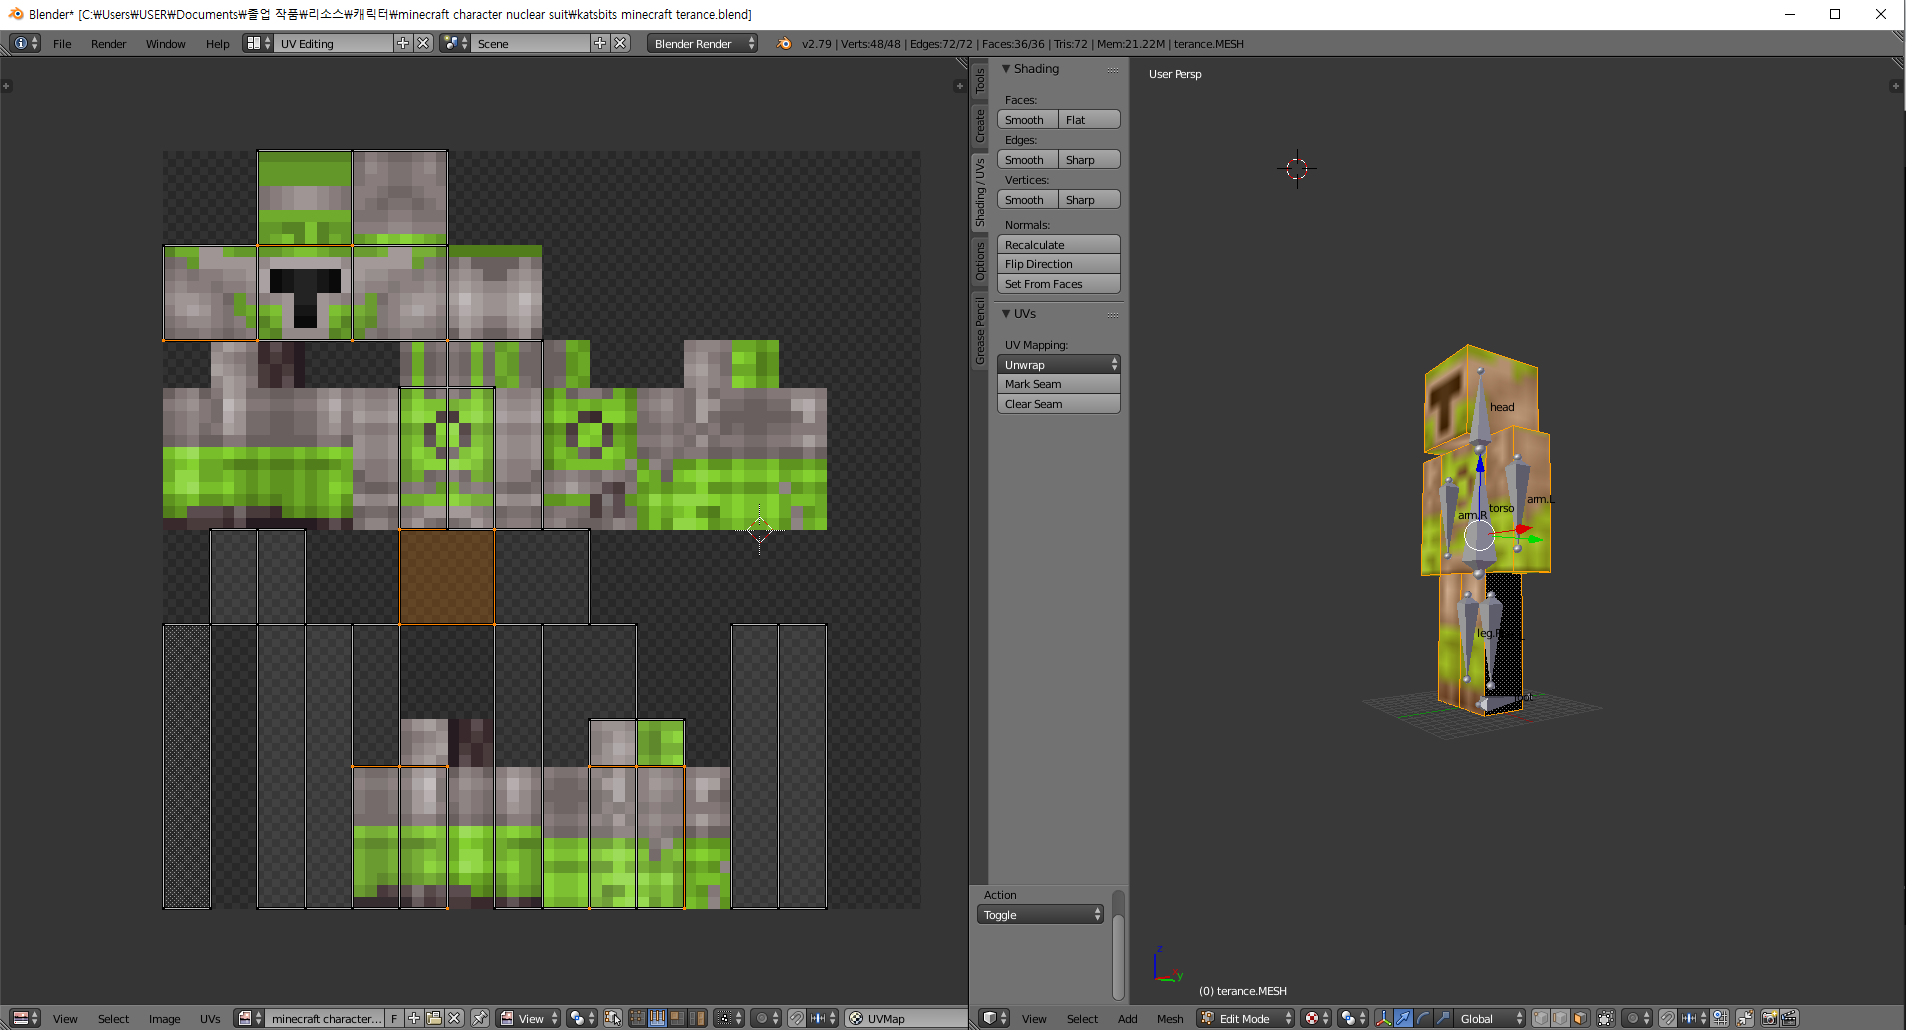 Blender* [C:₩Users₩USER₩Documents₩졸업 작품₩리소스₩캐릭터₩minecraft character nuclear suit₩katsbits minecraft terance.blend]
File Render Window Help UV Editing Scene Blender Render v2.79 | Verts:48/48 | Edges:72/72 | Faces:36/36 | Tris:72 | Mem:21.22M | terance.MESH
Tools
Create
Shading / UVs
Options
Grease Pencil
Shading
Faces:
Smooth Flat
Edges:
Smooth Sharp
Vertices:
Smooth Sharp
Normals:
Recalculate
Flip Direction
Set From Faces
UVs
UV Mapping:
Unwrap
Mark Seam
Clear Seam
Action
Toggle
User Persp
head
arm.L
torso
arm.R
z
y
(0) terance.MESH
View Select Image UVs minecraft character... F View UVMap
View Select Add Mesh Edit Mode Global